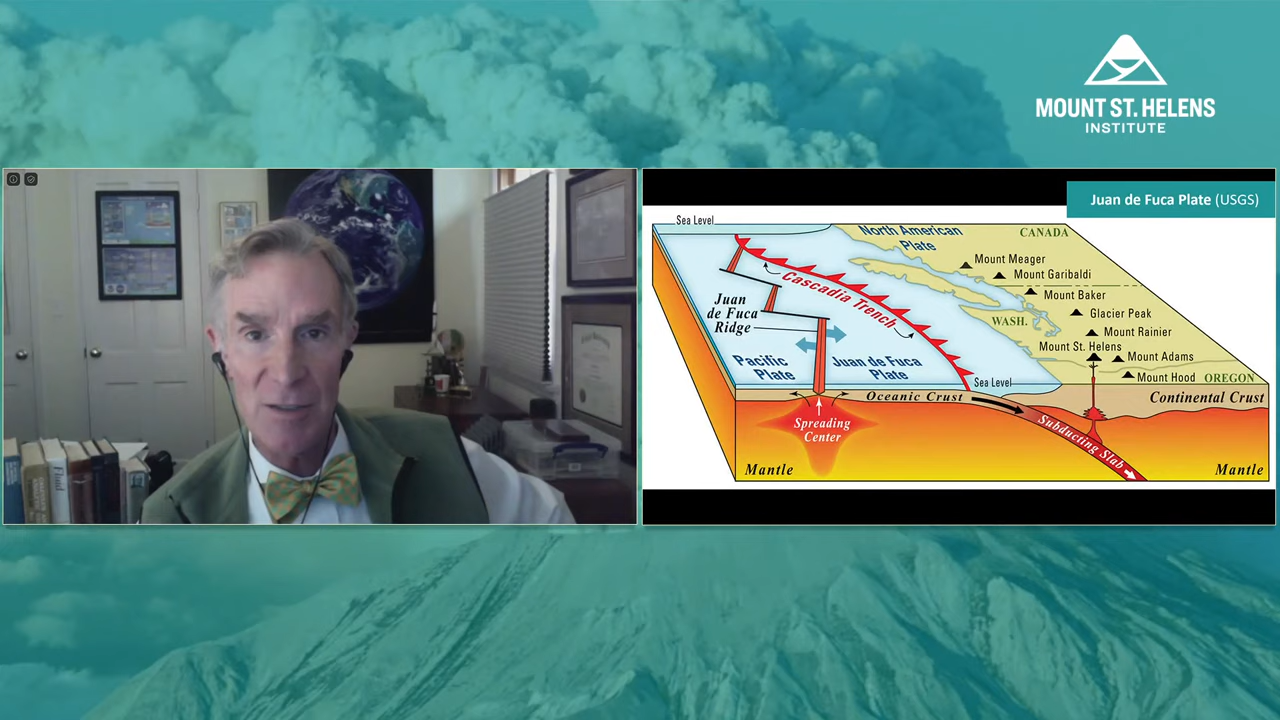 MOUNT ST. HELENS
INSTITUTE
Juan de Fuca Plate (USGS)
Sea Level
North American
Plate
CANADA
Mount Meager
Mount Garibaldi
Mount Baker
Glacier Peak
Mount Rainier
Mount St. Helens
Mount Adams
Mount Hood
OREGON
WASH.
Cascadia Trench
Juan
de Fuca
Ridge
Pacific
Plate
Juan de Fuca
Plate
Sea Level
Oceanic Crust
Continental Crust
Spreading
Center
Subducting Slab
Mantle
Mantle
Fluid